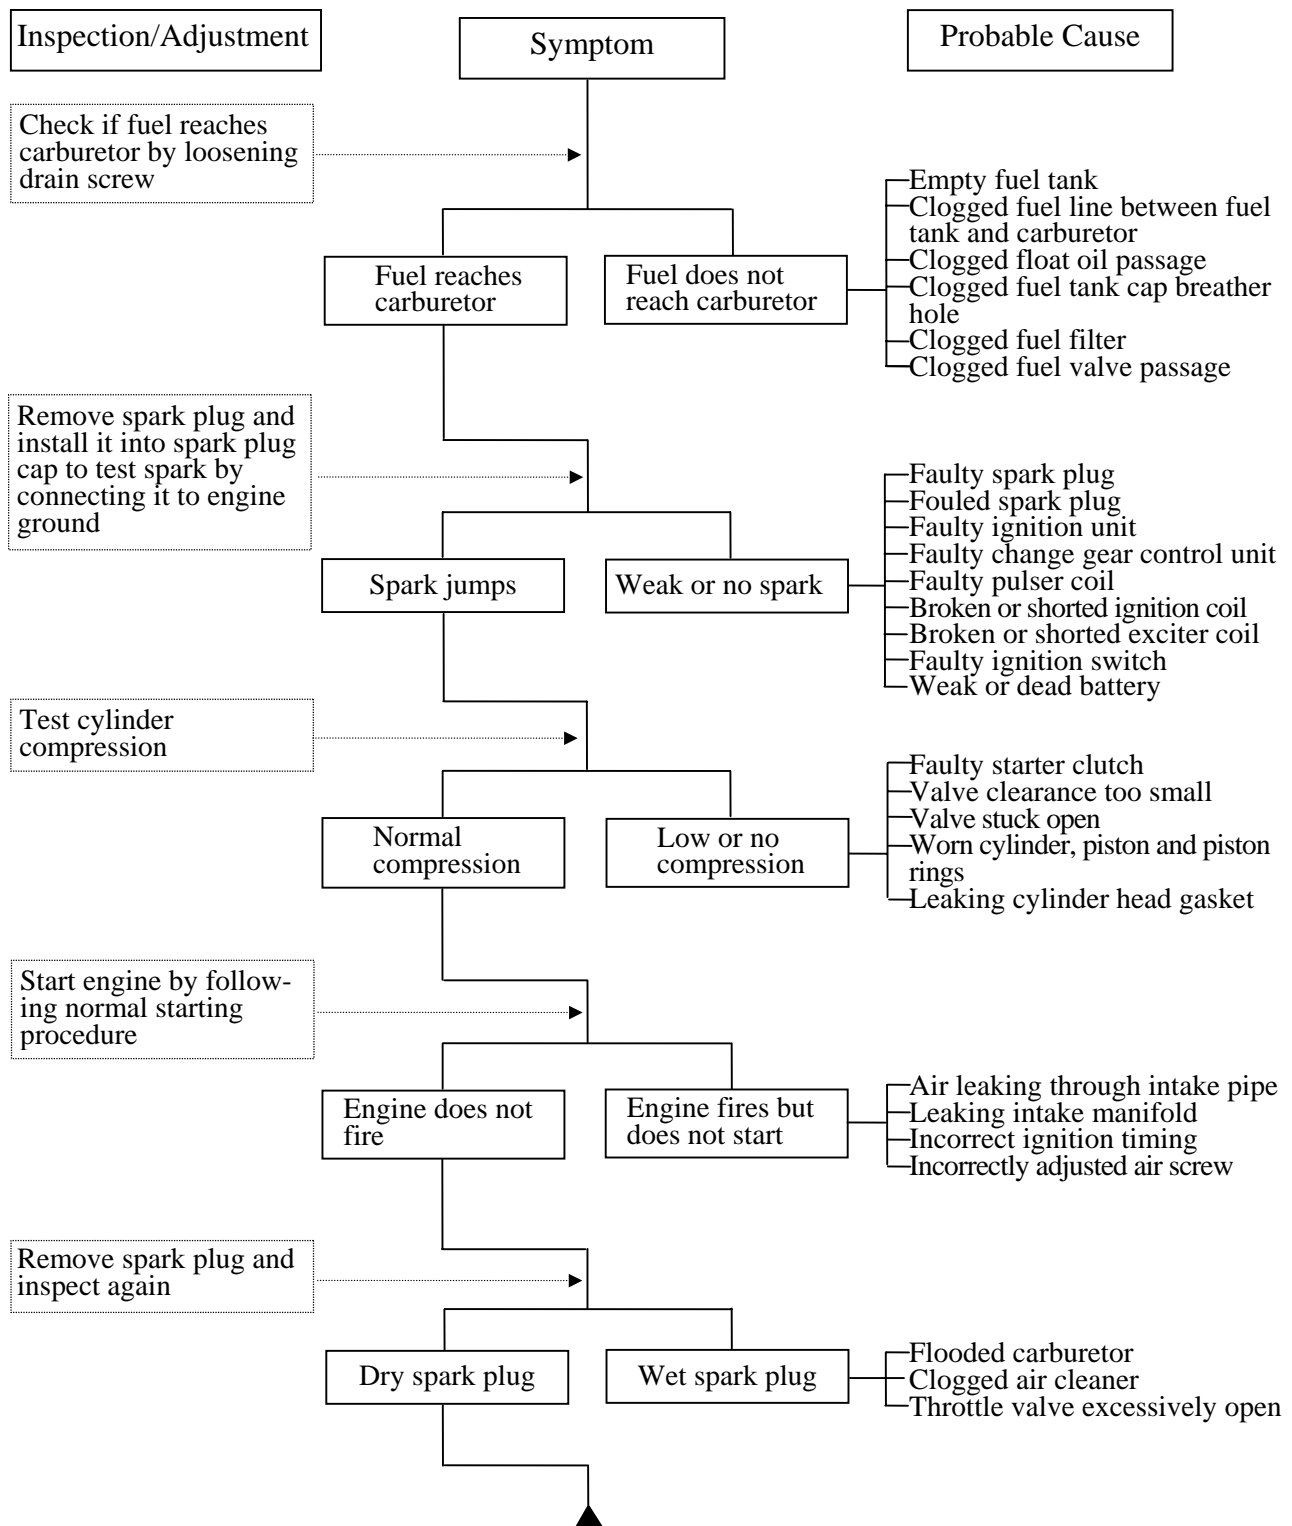 Inspection/Adjustment
Symptom
Probable Cause
Check if fuel reaches
carburetor by loosening
drain screw
Fuel reaches
carburetor
Fuel does not
reach carburetor
Empty fuel tank
Clogged fuel line between fuel
tank and carburetor
Clogged float oil passage
Clogged fuel tank cap breather
hole
Clogged fuel filter
Clogged fuel valve passage
Remove spark plug and
install it into spark plug
cap to test spark by
connecting it to engine
ground
Spark jumps
Weak or no spark
Faulty spark plug
Fouled spark plug
Faulty ignition unit
Faulty change gear control unit
Faulty pulser coil
Broken or shorted ignition coil
Broken or shorted exciter coil
Faulty ignition switch
Weak or dead battery
Test cylinder
compression
Normal
compression
Low or no
compression
Faulty starter clutch
Valve clearance too small
Valve stuck open
Worn cylinder, piston and piston
rings
Leaking cylinder head gasket
Start engine by follow-
ing normal starting
procedure
Engine does not
fire
Engine fires but
does not start
Air leaking through intake pipe
Leaking intake manifold
Incorrect ignition timing
Incorrectly adjusted air screw
Remove spark plug and
inspect again
Dry spark plug
Wet spark plug
Flooded carburetor
Clogged air cleaner
Throttle valve excessively open